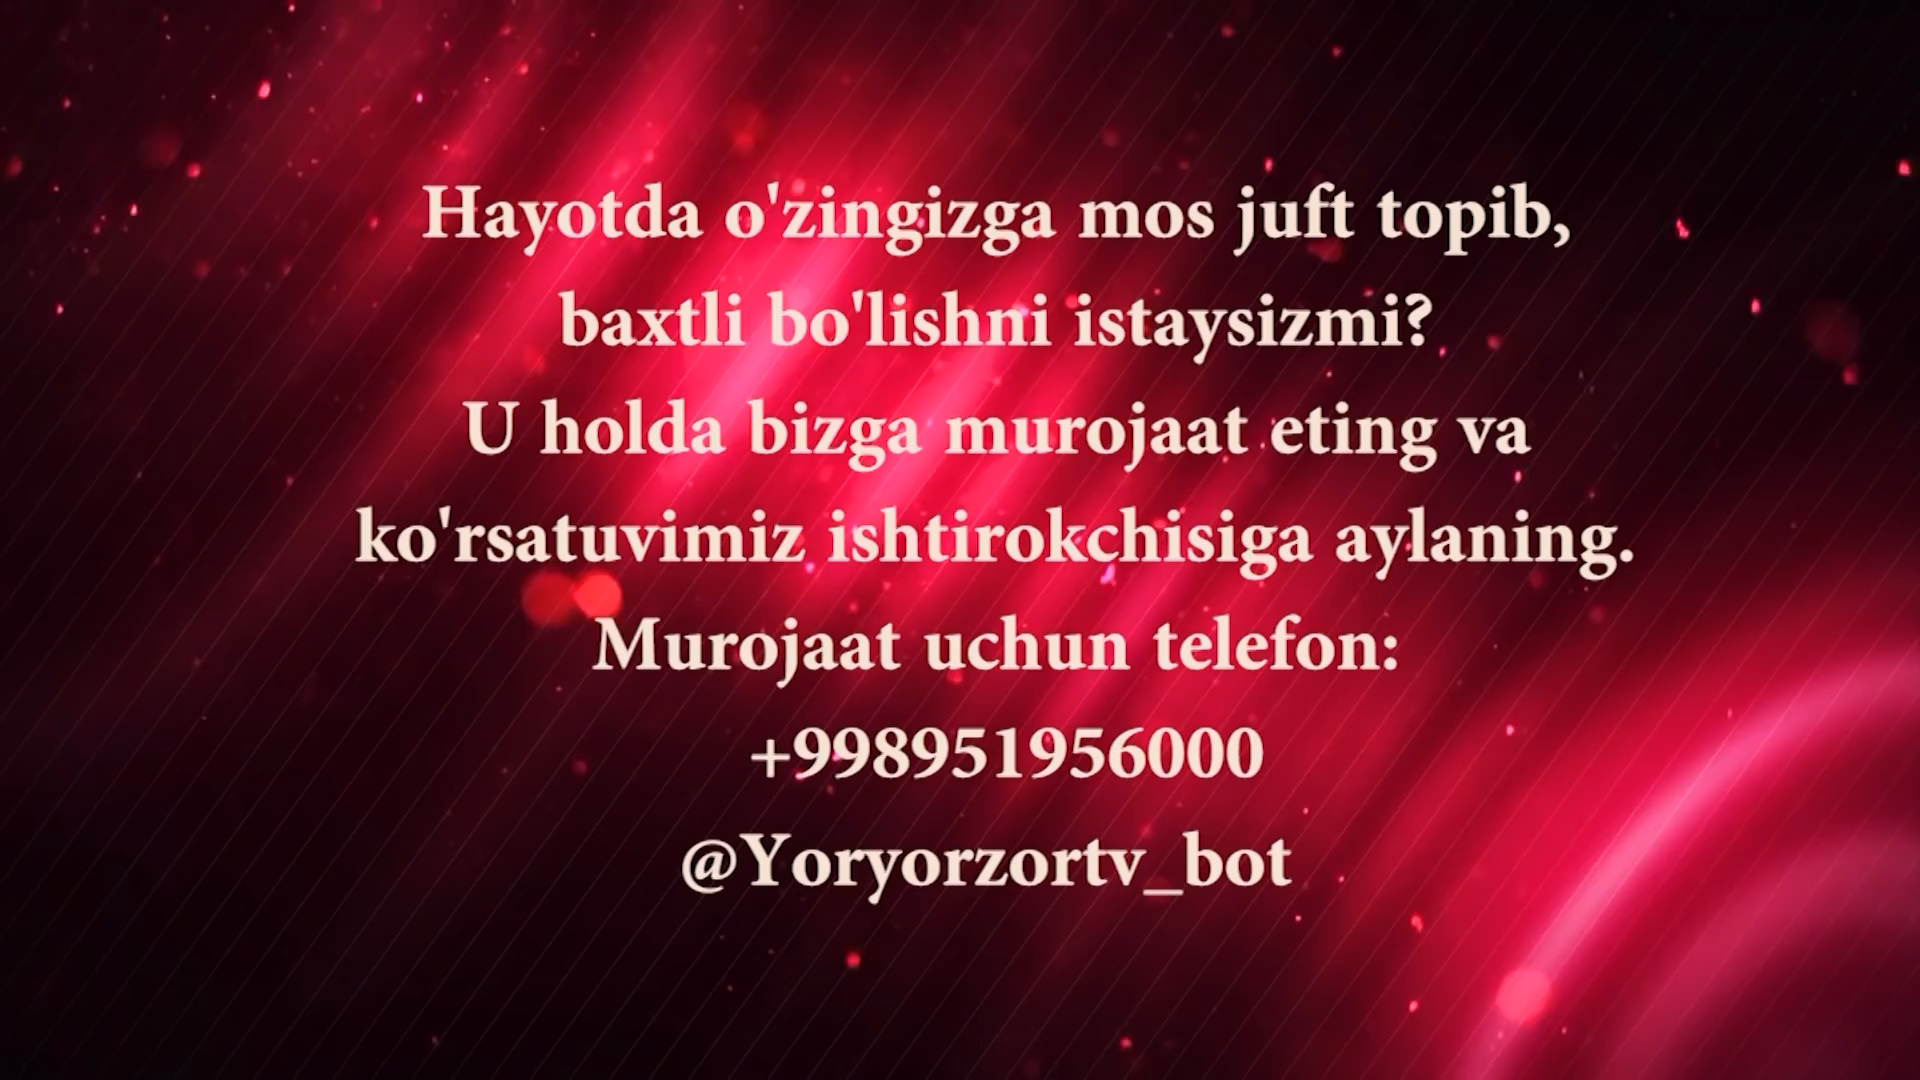 Hayotda o'zingizga mos juft topib,
baxtli bo'lishni istaysizmi?
U holda bizga murojaat eting va
ko'rsatuvimiz ishtirokchisiga aylaning.
Murojaat uchun telefon:
+998951956000
@Yoryorzortv_bot